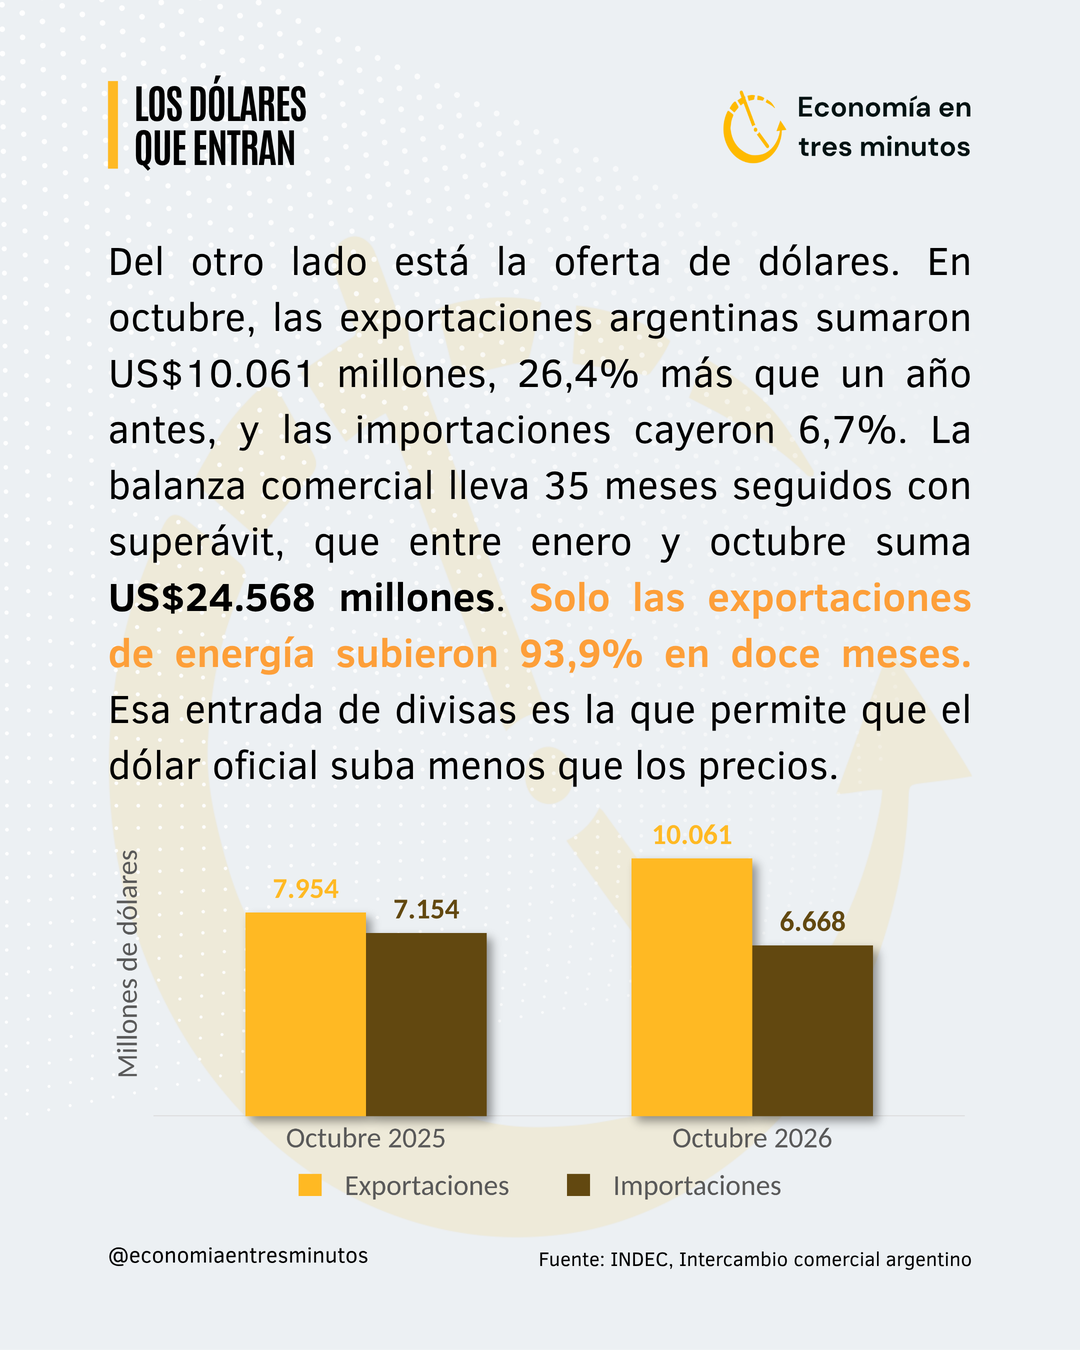 LOS DÓLARES
QUE ENTRAN
Economía en
tres minutos
Del otro lado está la oferta de dólares. En
octubre, las exportaciones argentinas sumaron
US$10.061 millones, 26,4% más que un año
antes, y las importaciones cayeron 6,7%. La
balanza comercial lleva 35 meses seguidos con
superávit, que entre enero y octubre suma
US$24.568 millones. Solo las exportaciones
de energía subieron 93,9% en doce meses.
Esa entrada de divisas es la que permite que el
dólar oficial suba menos que los precios.
Millones de dólares
7.954
7.154
10.061
6.668
Octubre 2025
Octubre 2026
Exportaciones
Importaciones
@economiaentresminutos
Fuente: INDEC, Intercambio comercial argentino